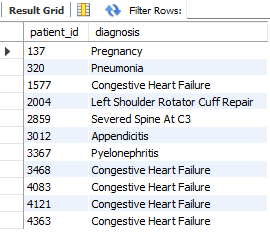 Result Grid Filter Rows:
patient_id diagnosis
137 Pregnancy
320 Pneumonia
1577 Congestive Heart Failure
2004 Left Shoulder Rotator Cuff Repair
2859 Severed Spine At C3
3012 Appendicitis
3367 Pyelonephritis
3468 Congestive Heart Failure
4083 Congestive Heart Failure
4121 Congestive Heart Failure
4363 Congestive Heart Failure